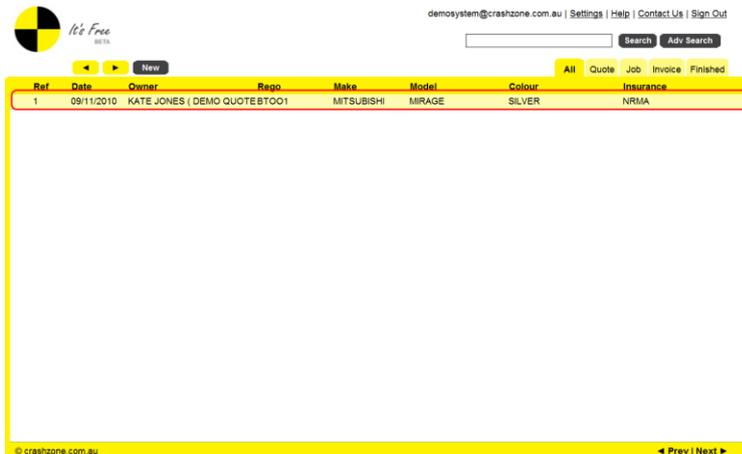 demosystem@crashzone.com.au | Settings | Help | Contact Us | Sign Out
It's Free
BETA
Search Adv Search
◄ ► New All Quote Job Invoice Finished
Ref Date Owner Rego Make Model Colour Insurance
1 09/11/2010 KATE JONES ( DEMO QUOTE BTOO1 MITSUBISHI MIRAGE SILVER NRMA
© crashzone.com.au ◄ Prev | Next ►